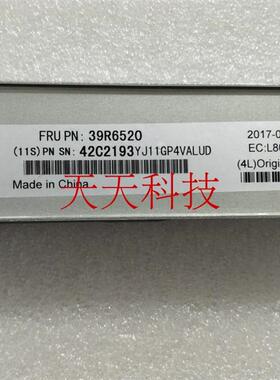 FRU PN: 39R6520
(11S) PN SN: 42C2193YJ11GP4VALUD
Made in China
2017-0
EC:L8
(4L)Origi
天天科技